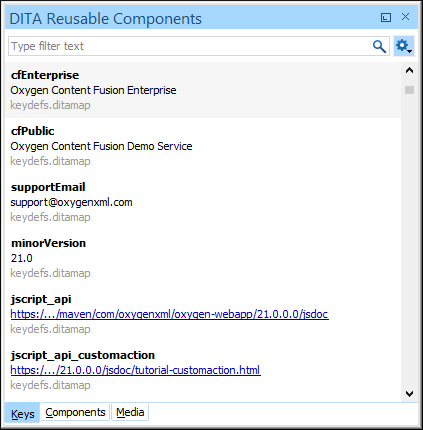 DITA Reusable Components
Type filter text
cfEnterprise
Oxygen Content Fusion Enterprise
keydefs.ditamap
cfPublic
Oxygen Content Fusion Demo Service
keydefs.ditamap
supportEmail
support@oxygenxml.com
keydefs.ditamap
minorVersion
21.0
keydefs.ditamap
jscript_api
https:/.../maven/com/oxygenxml/oxygen-webapp/21.0.0.0/jsdoc
keydefs.ditamap
jscript_api_customaction
https:/.../21.0.0.0/jsdoc/tutorial-customaction.html
keydefs.ditamap
Keys Components Media